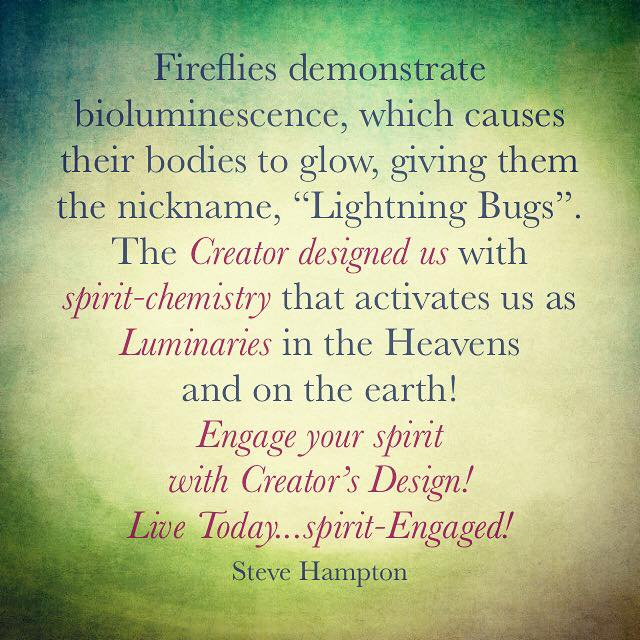 Fireflies demonstrate
bioluminescence, which causes
their bodies to glow, giving them
the nickname, “Lightning Bugs”.
The Creator designed us with
spirit-chemistry that activates us as
Luminaries in the Heavens
and on the earth!
Engage your spirit
with Creator’s Design!
Live Today...spirit-Engaged!
Steve Hampton